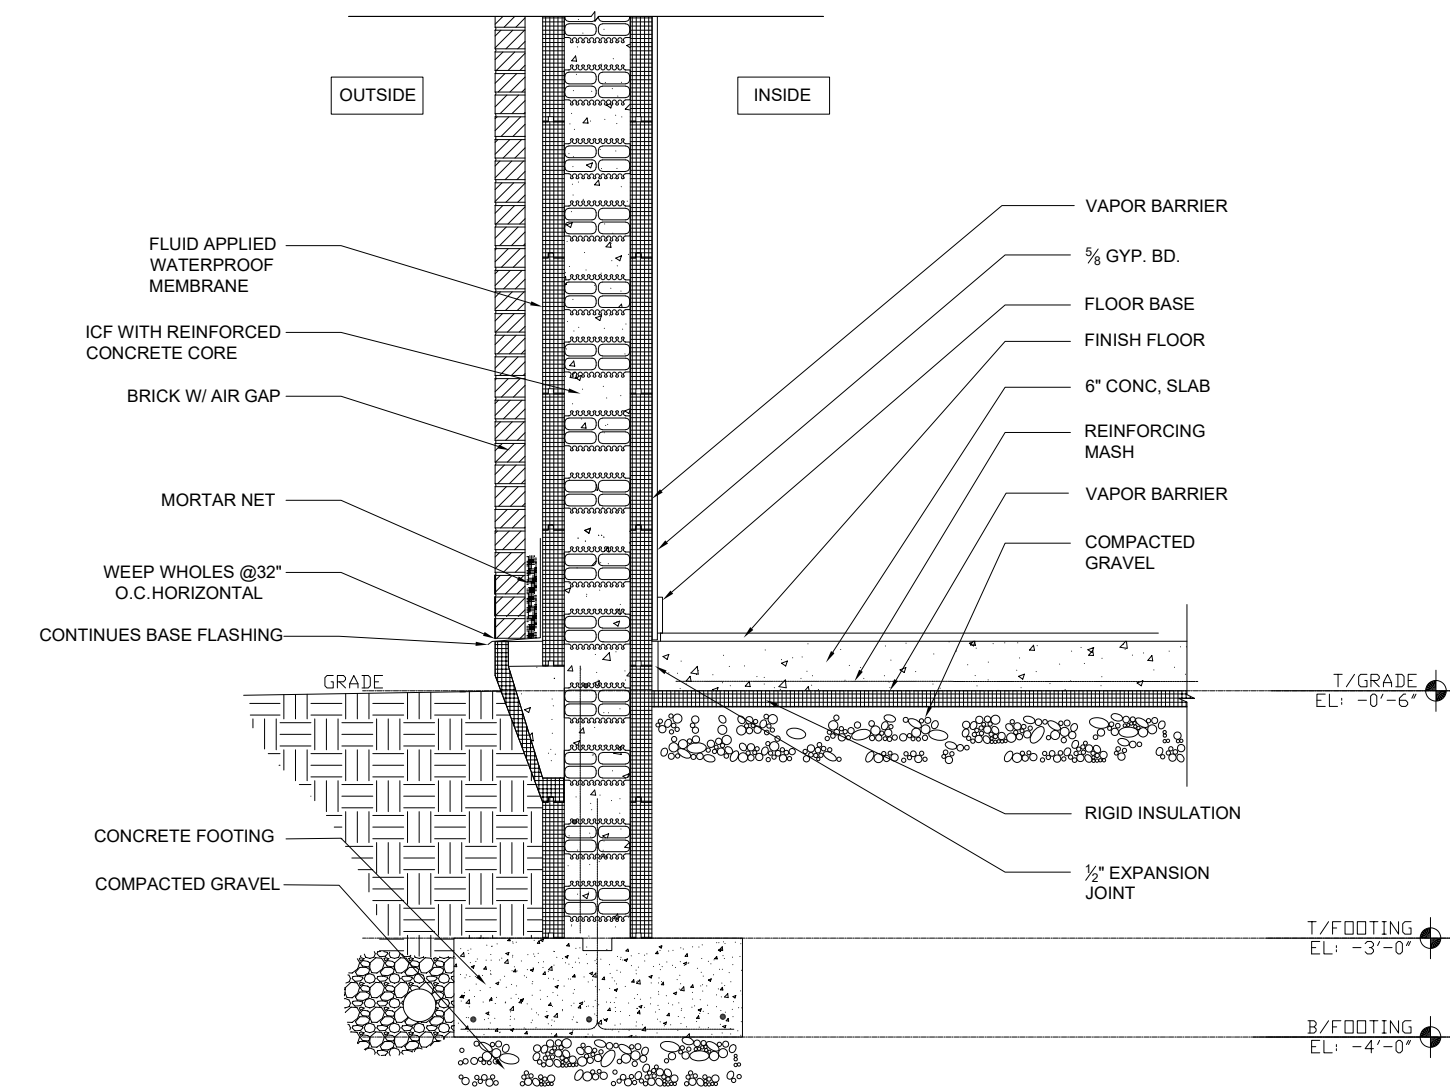 OUTSIDE
INSIDE
FLUID APPLIED
WATERPROOF
MEMBRANE
ICF WITH REINFORCED
CONCRETE CORE
BRICK W/ AIR GAP
MORTAR NET
WEEP WHOLES @32"
O.C.HORIZONTAL
CONTINUES BASE FLASHING
GRADE
CONCRETE FOOTING
COMPACTED GRAVEL
VAPOR BARRIER
⅝ GYP. BD.
FLOOR BASE
FINISH FLOOR
6" CONC, SLAB
REINFORCING
MASH
VAPOR BARRIER
COMPACTED
GRAVEL
T/GRADE
EL: -0'-6"
RIGID INSULATION
½" EXPANSION
JOINT
T/FOOTING
EL: -3'-0"
B/FOOTING
EL: -4'-0"